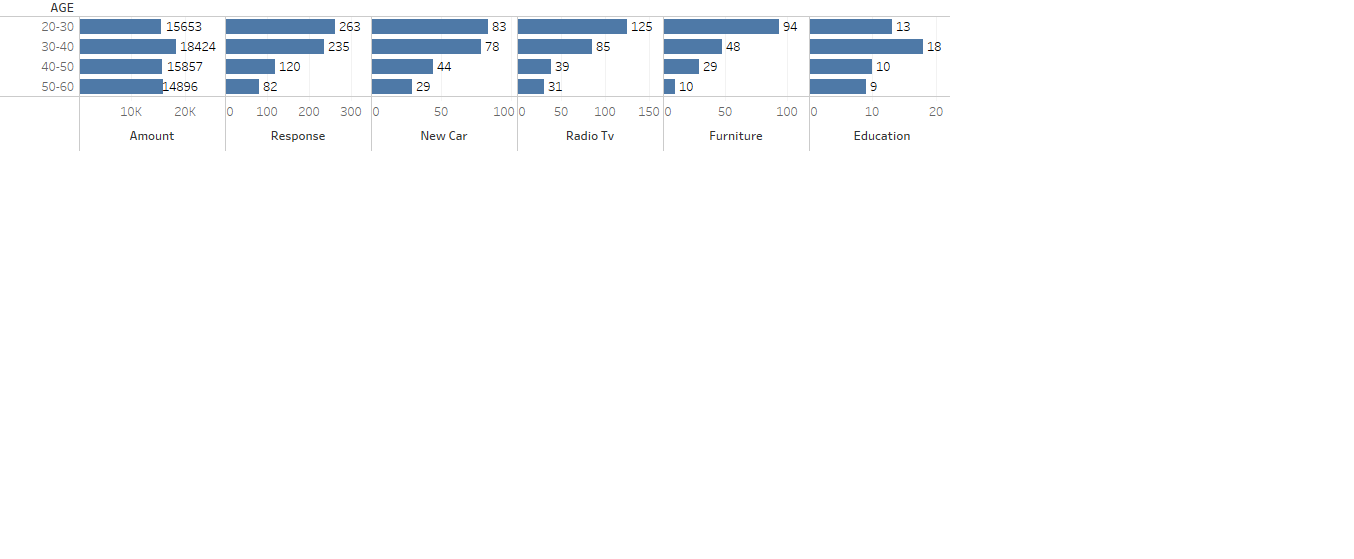 AGE
20-30 15653 263 83 125 94 13
30-40 18424 235 78 85 48 18
40-50 15857 120 44 39 29 10
50-60 14896 82 29 31 10 9
10K 20K 0 100 200 300 0 50 100 0 50 100 150 0 50 100 0 10 20
Amount Response New Car Radio Tv Furniture Education